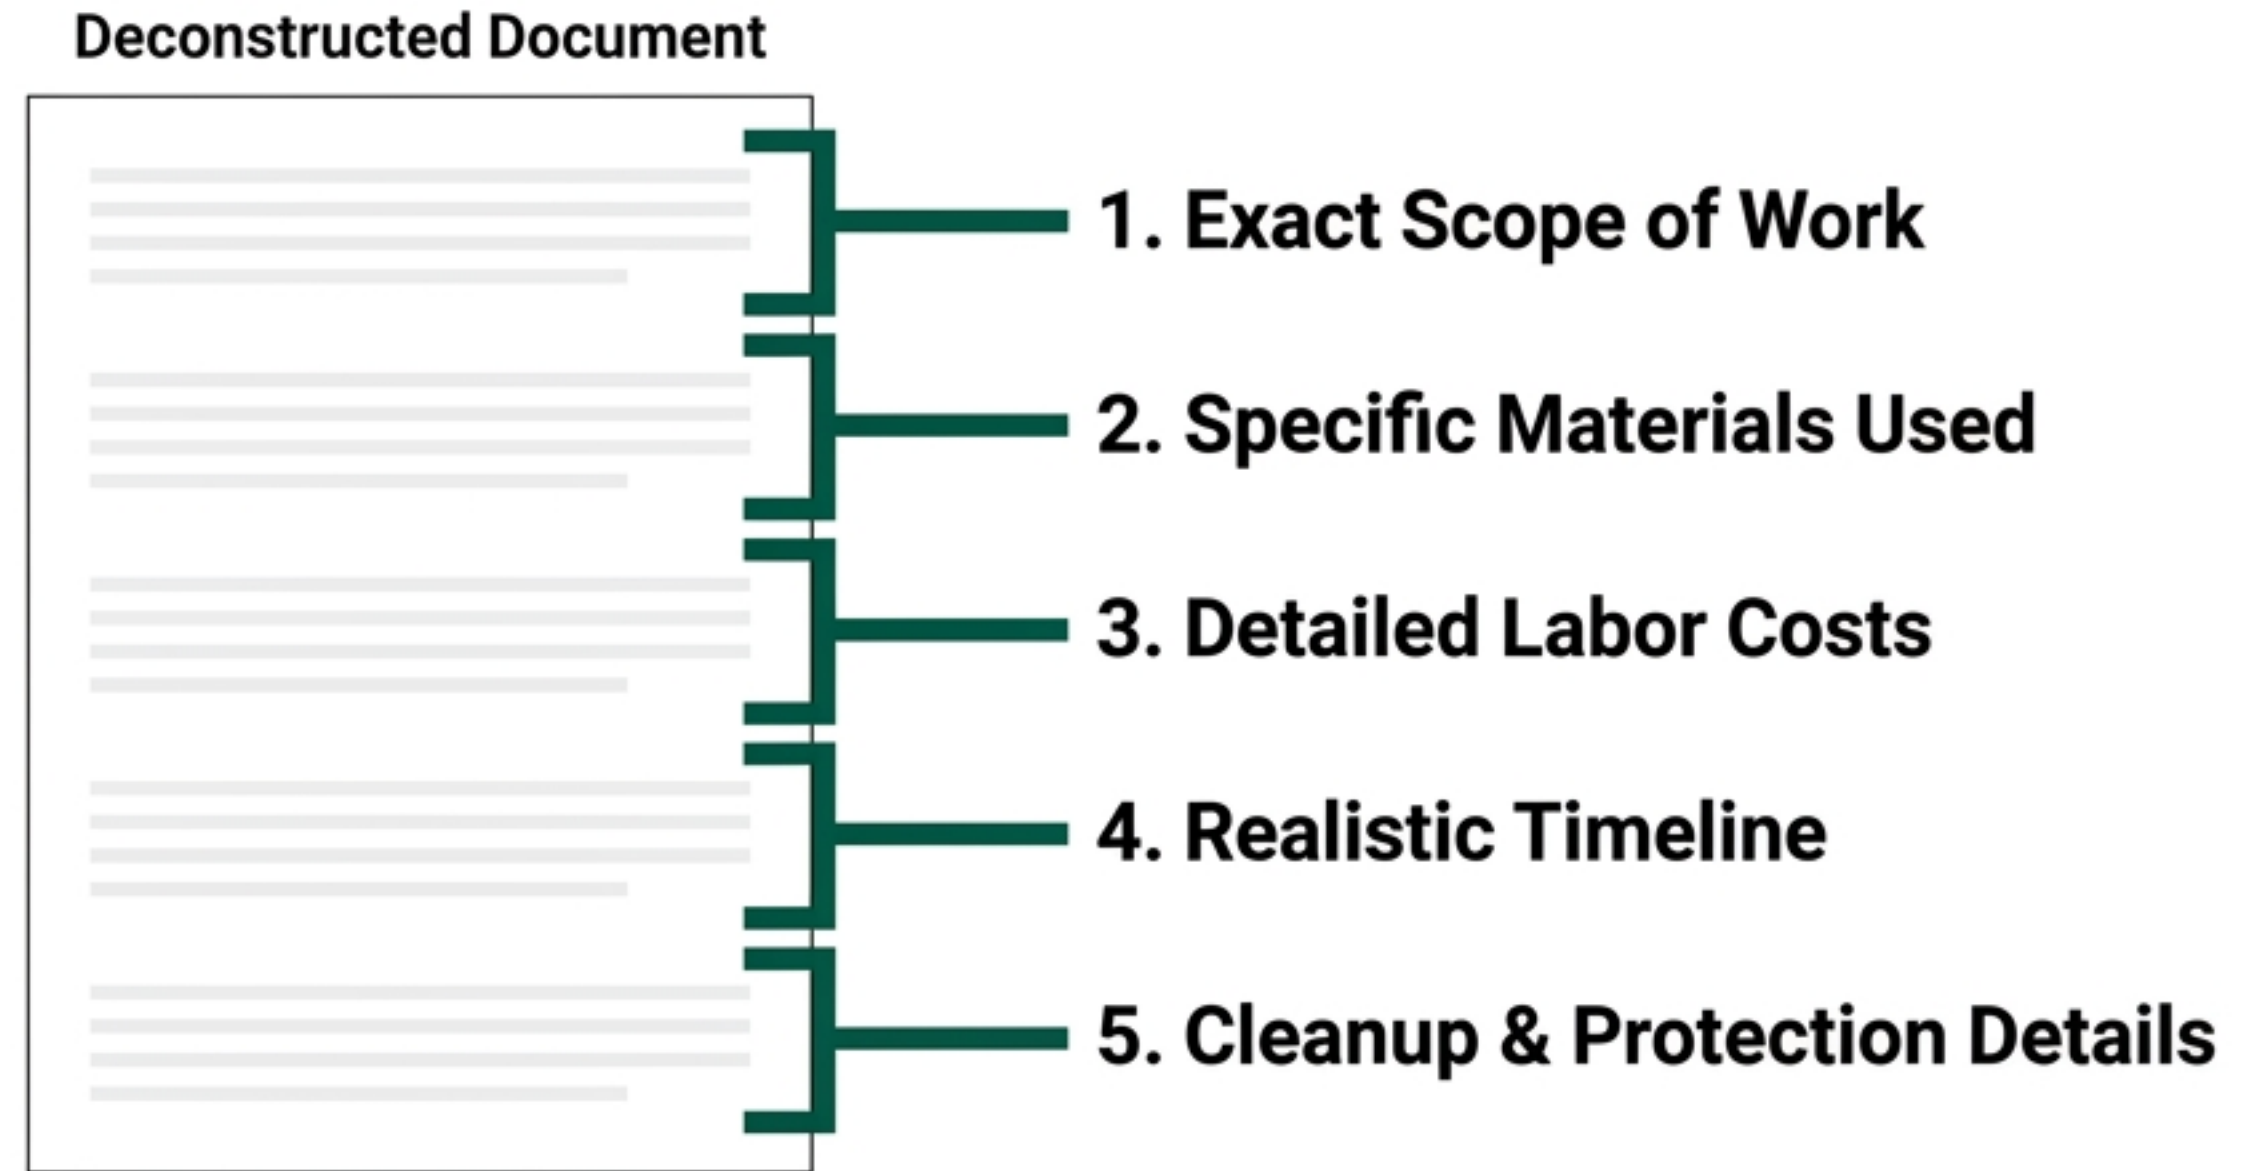 Deconstructed Document
1. Exact Scope of Work
2. Specific Materials Used
3. Detailed Labor Costs
4. Realistic Timeline
5. Cleanup & Protection Details